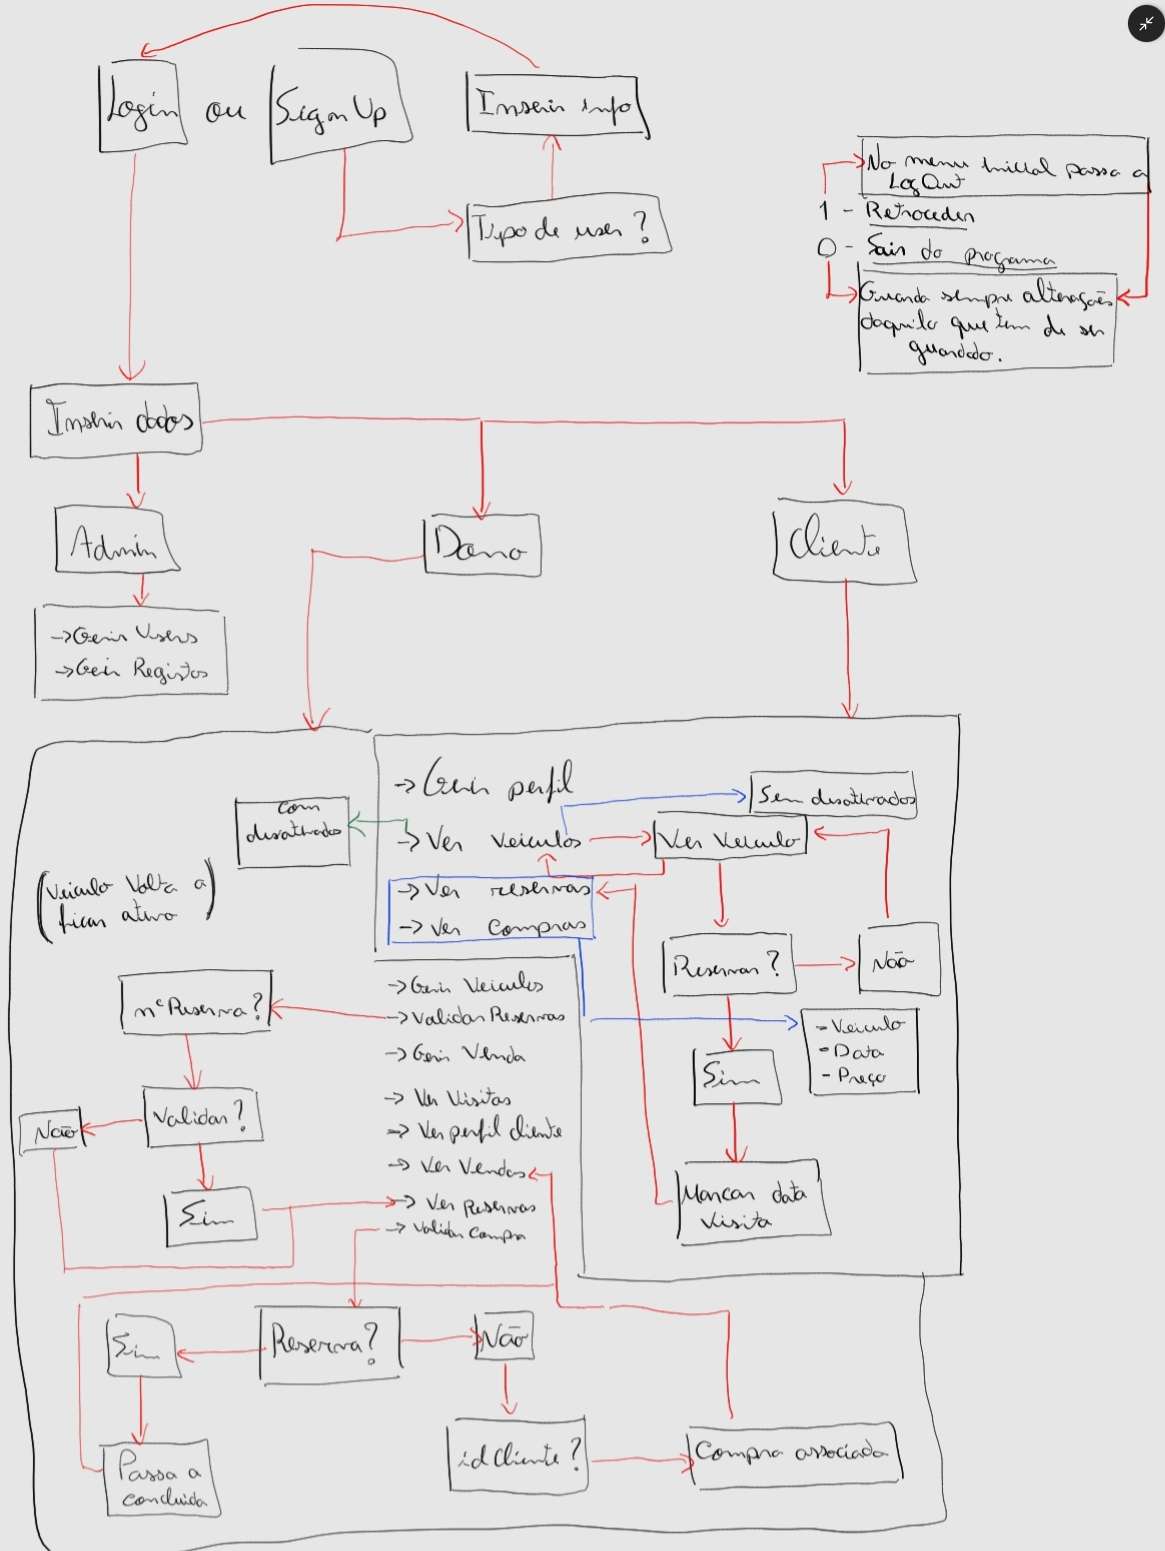 Login ou SignUp
Inserir info
Tipo de user?
No menu inicial passa a
LogOut
1 - Retroceder
0 - Sair do programa
Guarda sempre alterações
daquilo que tem de ser
guardado.
Inserir dados
Admin
Dono
Cliente
-> Gerir Users
-> Gerir Registos
-> Gerir perfil
Sem desativados
com
desativados
-> Ver veiculos
Ver Veiculo
(Veiculo Volta a
ficar ativo)
-> Ver reservas
-> Ver compras
Reservar?
Não
-> Gerir Veiculos
-> Validar Reservas
-> Gerir Venda
-> Ver Visitas
-> Ver perfil cliente
-> Ver Vendas
-> Ver Reservas
-> Validar Compra
nº Reserva?
Validar?
Não
Sim
- Veiculo
- Data
- Preço
Sim
Marcar data
Visita
Sim
Reserva?
Não
Passa a
concluida
idCliente?
Compra associada